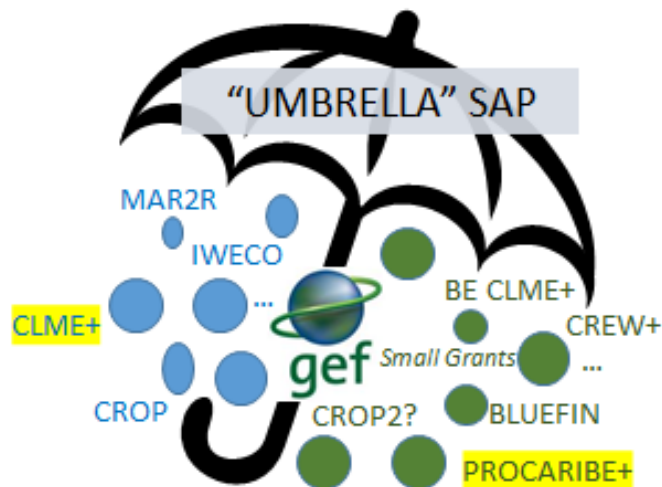 “UMBRELLA” SAP
MAR2R
IWECO
...
CLME+
CROP
gef
BE CLME+
CREW+
Small Grants
...
CROP2?
BLUEFIN
PROCARIBE+